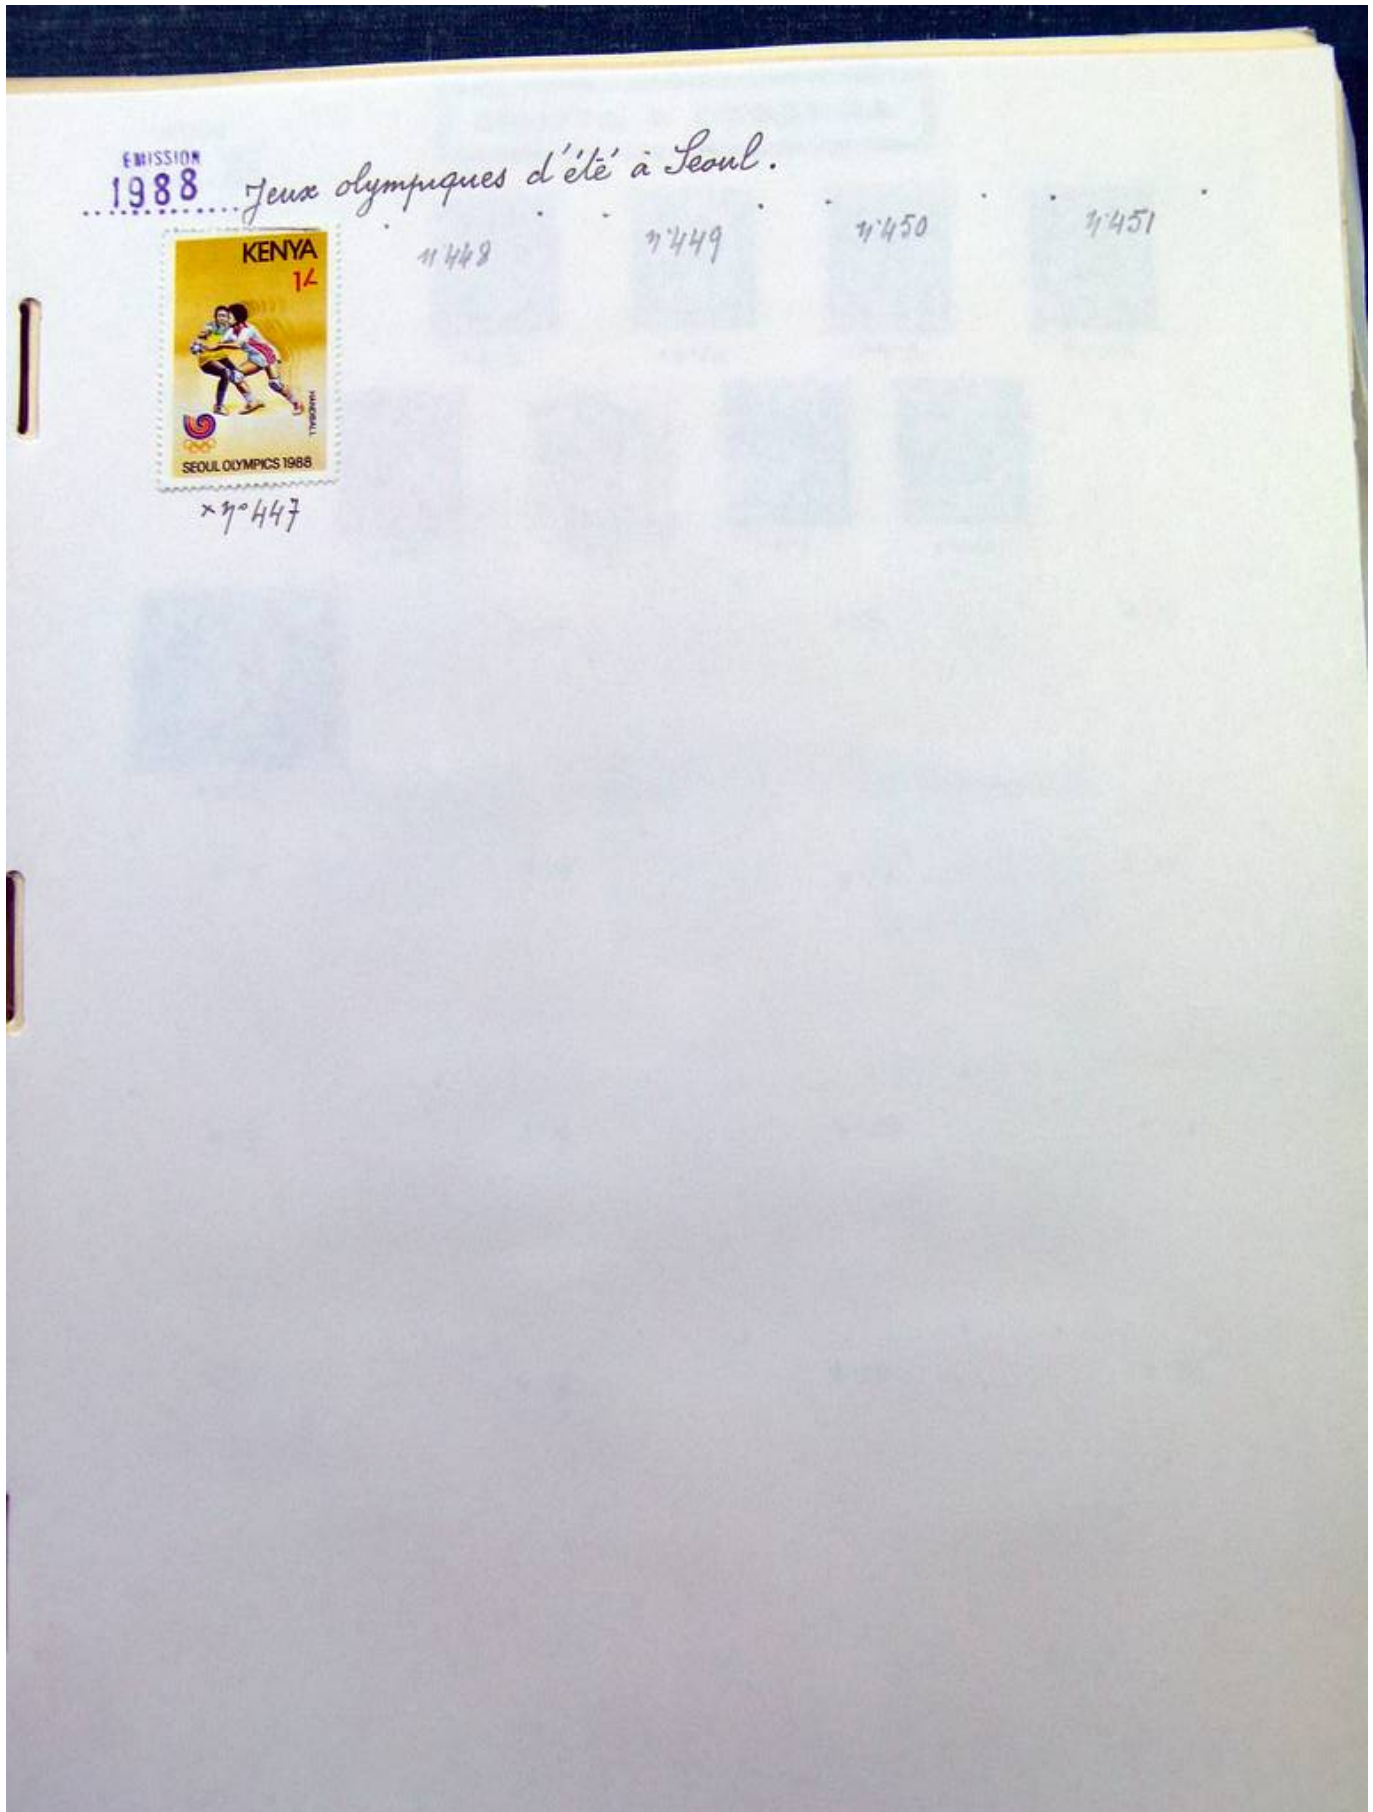 EMISSION
1988 Jeux olympiques d'été à Seoul.
n°448 n°449 n°450 n°451
KENYA
1/-
HANDBALL
SEOUL OLYMPICS 1988
× n° 447